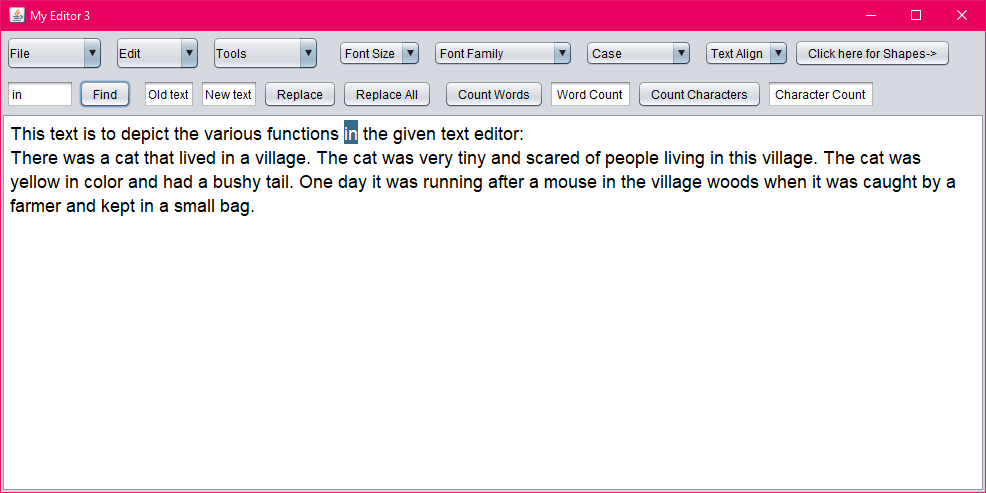 My Editor 3
File Edit Tools Font Size Font Family Case Text Align Click here for Shapes->
in Find Old text New text Replace Replace All Count Words Word Count Count Characters Character Count
This text is to depict the various functions in the given text editor:
There was a cat that lived in a village. The cat was very tiny and scared of people living in this village. The cat was
yellow in color and had a bushy tail. One day it was running after a mouse in the village woods when it was caught by a
farmer and kept in a small bag.